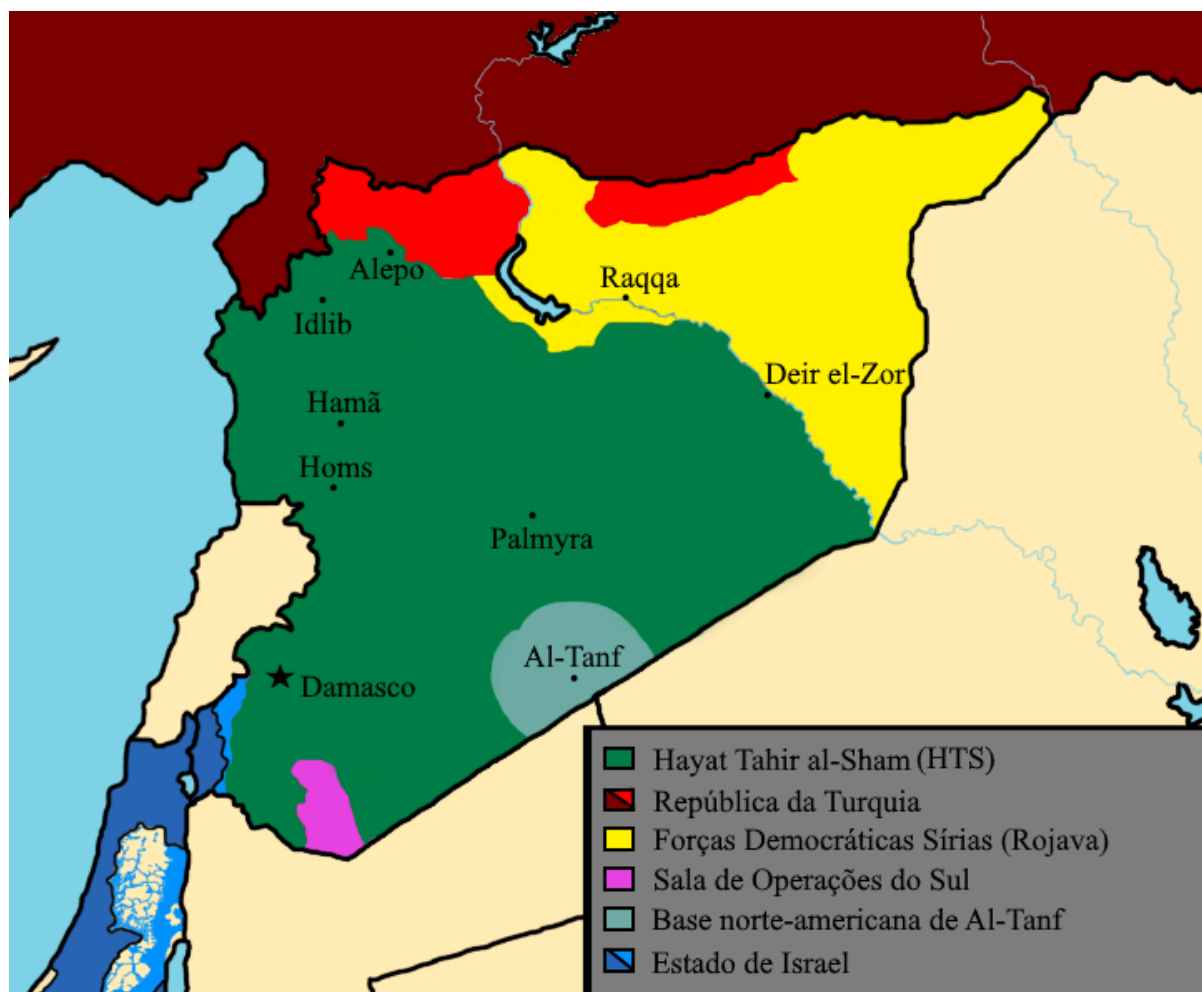 Alepo
Raqqa
Idlib
Deir el-Zor
Hamã
Homs
Palmyra
Al-Tanf
Damasco
Hayat Tahir al-Sham (HTS)
República da Turquia
Forças Democráticas Sírias (Rojava)
Sala de Operações do Sul
Base norte-americana de Al-Tanf
Estado de Israel